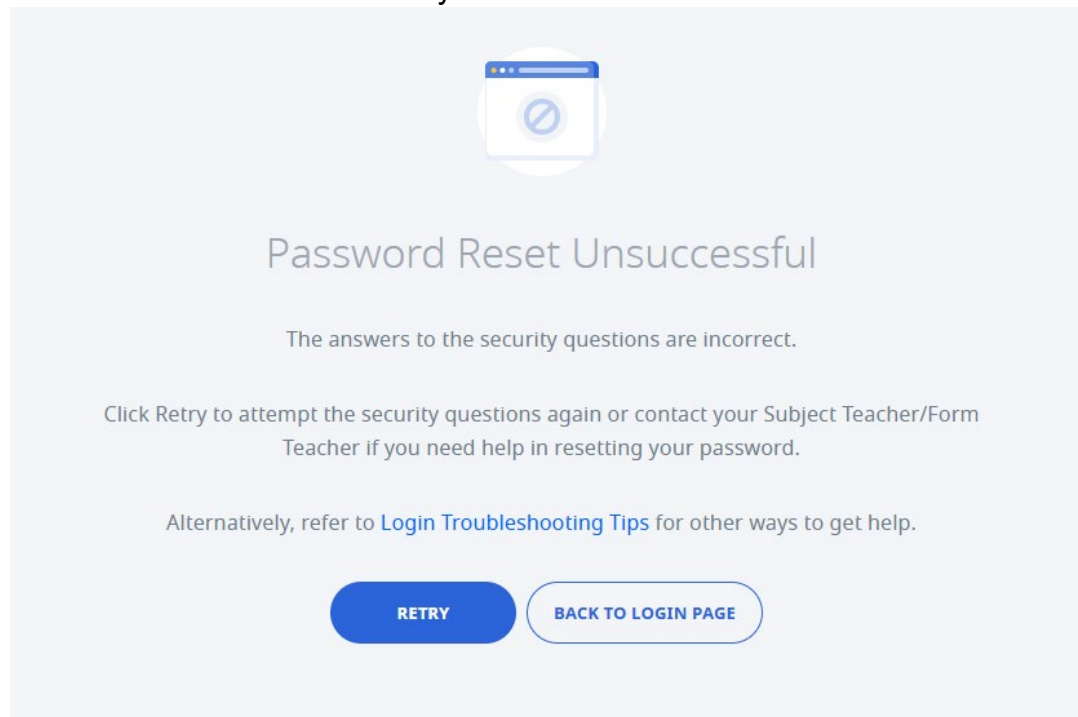 Password Reset Unsuccessful
The answers to the security questions are incorrect.
Click Retry to attempt the security questions again or contact your Subject Teacher/Form
Teacher if you need help in resetting your password.
Alternatively, refer to Login Troubleshooting Tips for other ways to get help.
RETRY BACK TO LOGIN PAGE